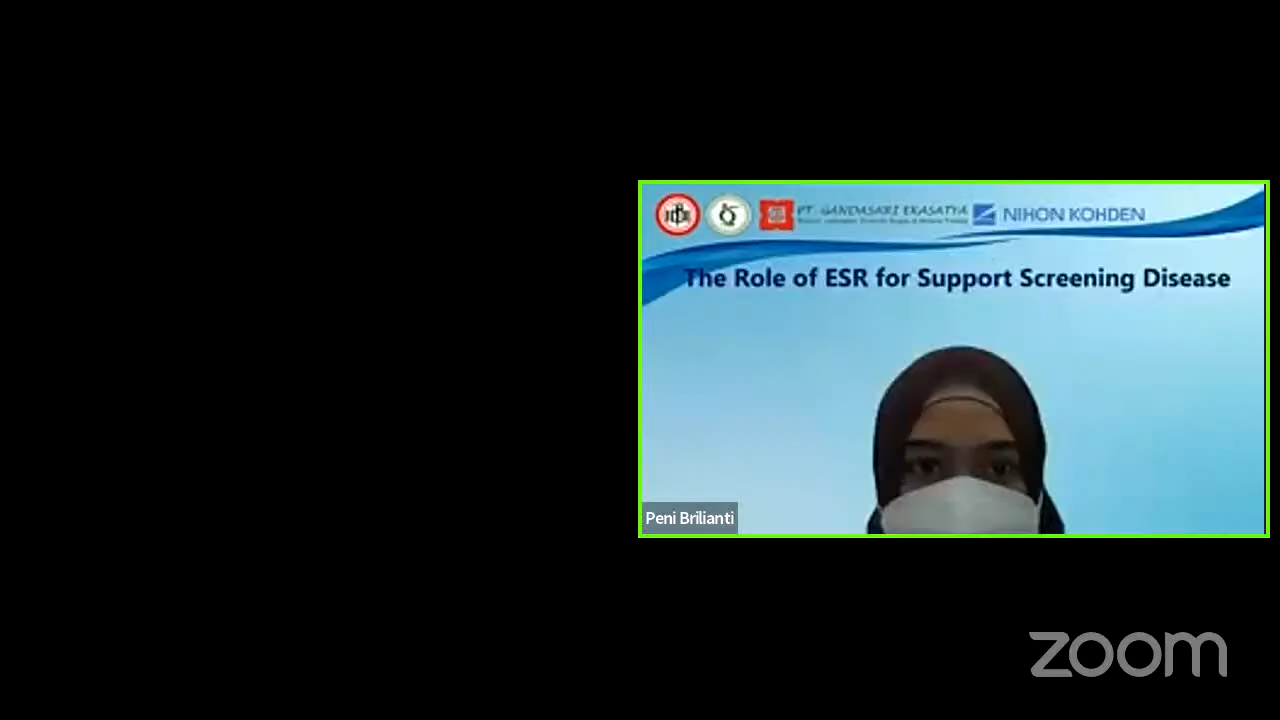 PT. GANDASARI EKASATYA
NIHON KOHDEN
The Role of ESR for Support Screening Disease
Peni Brilianti
zoom